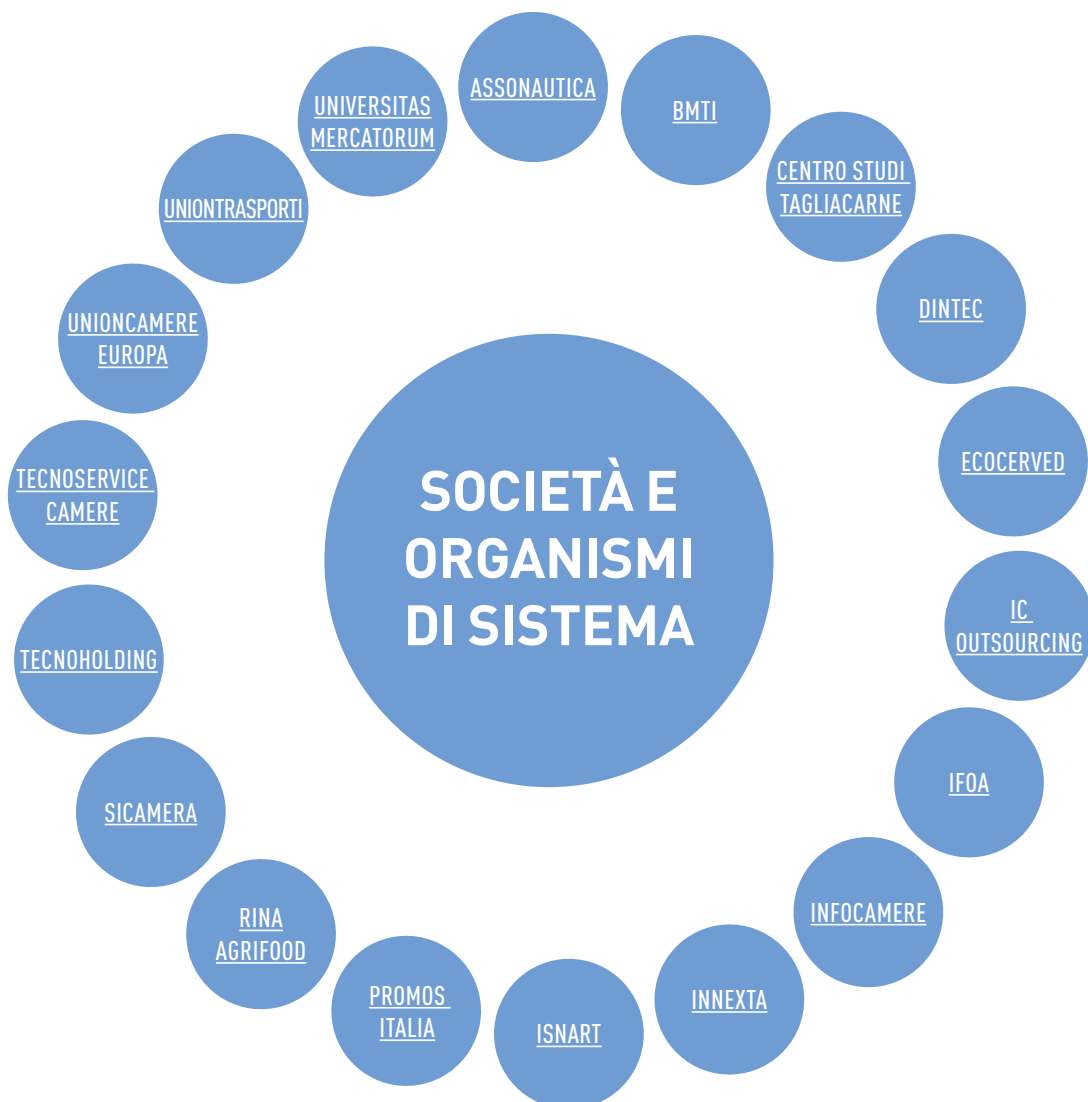 ASSONAUTICA
BMTI
CENTRO STUDI
TAGLIACARNE
DINTEC
ECOCERVED
IC
OUTSOURCING
IFOA
INFOCAMERE
INNEXTA
ISNART
PROMOS
ITALIA
RINA
AGRIFOOD
SICAMERA
TECNOHOLDING
TECNOSERVICE
CAMERE
UNIONCAMERE
EUROPA
UNIONTRASPORTI
UNIVERSITAS
MERCATORUM
SOCIETÀ E
ORGANISMI
DI SISTEMA